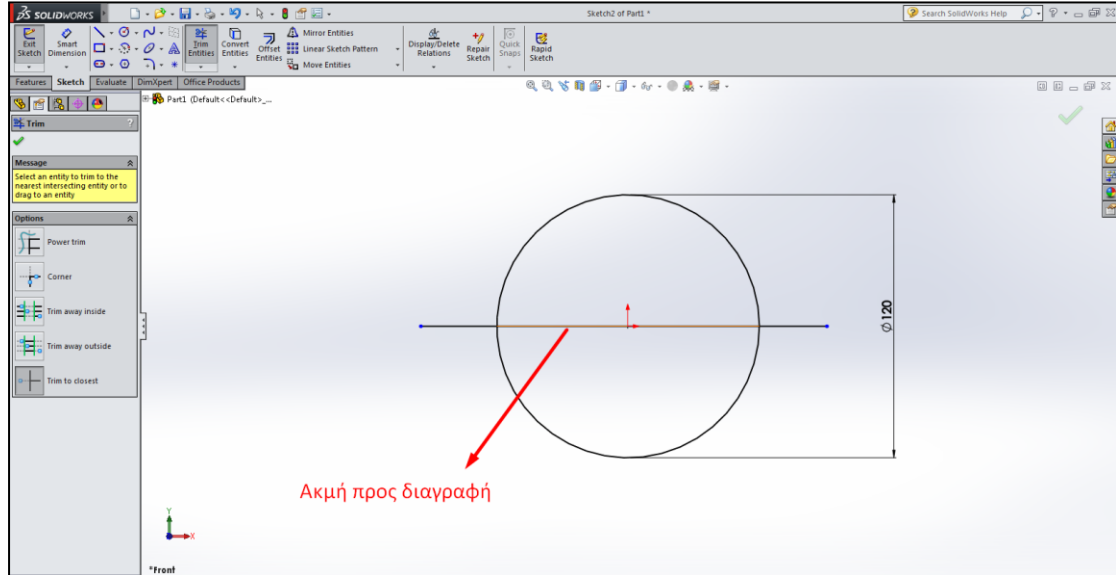 SOLIDWORKS
Sketch2 of Part1 *
Search SolidWorks Help
Exit Sketch
Smart Dimension
Trim Entities
Convert Entities
Offset Entities
Mirror Entities
Linear Sketch Pattern
Move Entities
Display/Delete Relations
Repair Sketch
Quick Snaps
Rapid Sketch
Features Sketch Evaluate DimXpert Office Products
Part1 (Default<<Default>_...
Trim
?
Message
Select an entity to trim to the
nearest intersecting entity or to
drag to an entity
Options
Power trim
Corner
Trim away inside
Trim away outside
Trim to closest
Ø120
Ακμή προς διαγραφή
Y
X
*Front